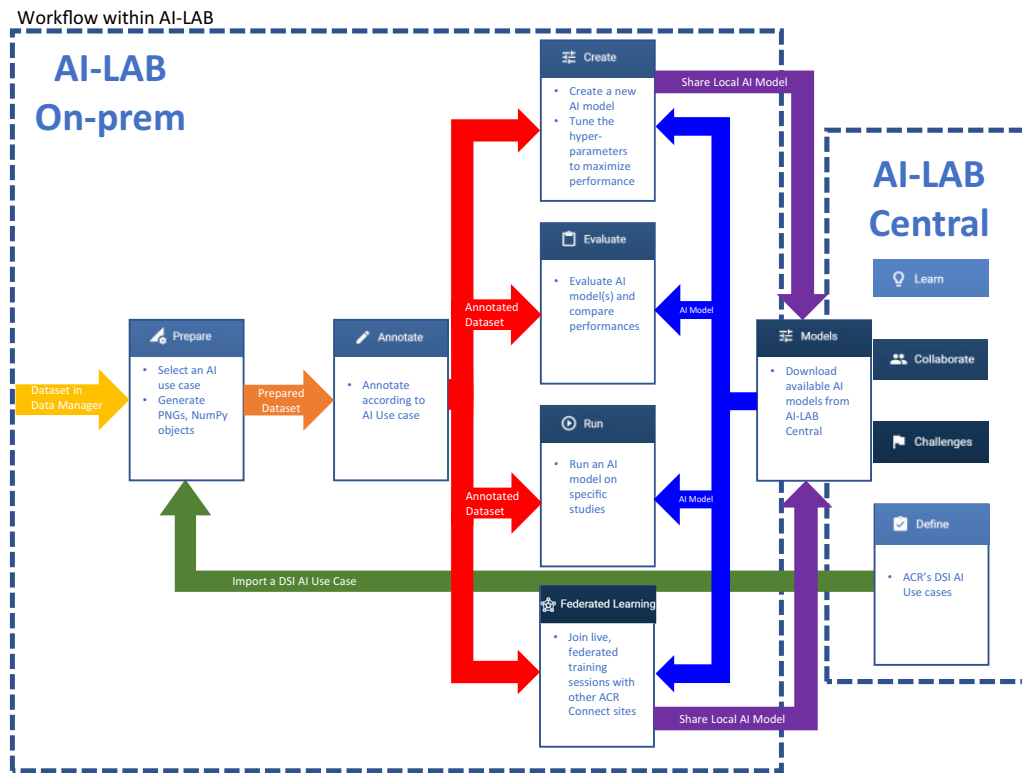 Workflow within AI-LAB
AI-LAB
On-prem
Create
• Create a new
AI model
• Tune the
hyper-
parameters
to maximize
performance
Share Local AI Model
AI-LAB
Central
Learn
Evaluate
• Evaluate AI
model(s) and
compare
performances
Annotated
Dataset
AI Model
Prepare
• Select an AI
use case
• Generate
PNGs, NumPy
objects
Annotate
• Annotate
according to
AI Use case
Models
• Download
available AI
models from
AI-LAB
Central
Collaborate
Dataset in
Data Manager
Prepared
Dataset
Challenges
Run
• Run an AI
model on
specific
studies
Annotated
Dataset
AI Model
Define
• ACR's DSI AI
Use cases
Import a DSI AI Use Case
Federated Learning
• Join live,
federated
training
sessions with
other ACR
Connect sites
Share Local AI Model